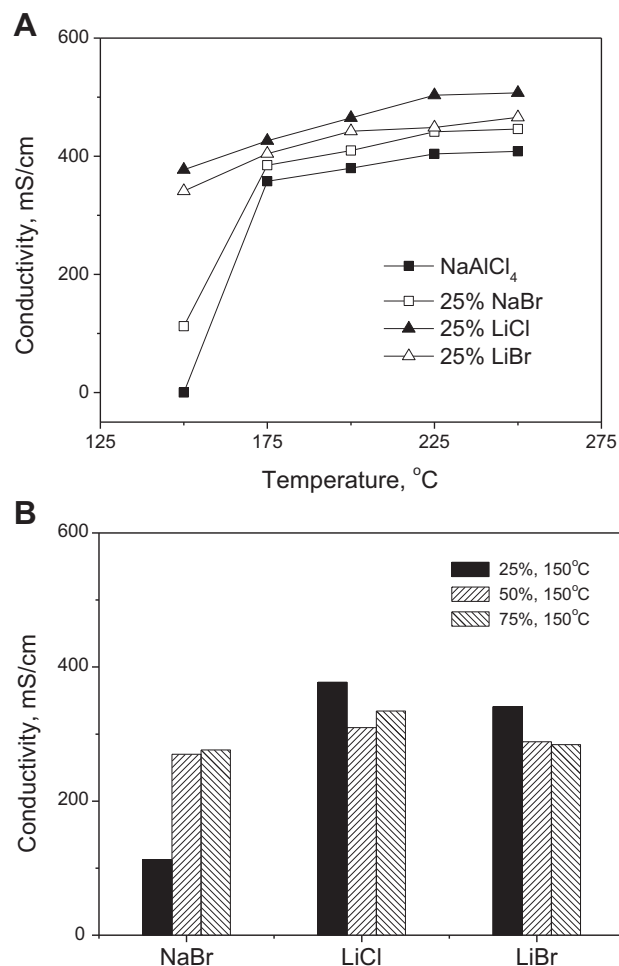 A
600
400
200
0
Conductivity, mS/cm
NaAlCl₄
25% NaBr
25% LiCl
25% LiBr
125 175 225 275
Temperature, °C
B
600
400
200
0
Conductivity, mS/cm
25%, 150°C
50%, 150°C
75%, 150°C
NaBr LiCl LiBr